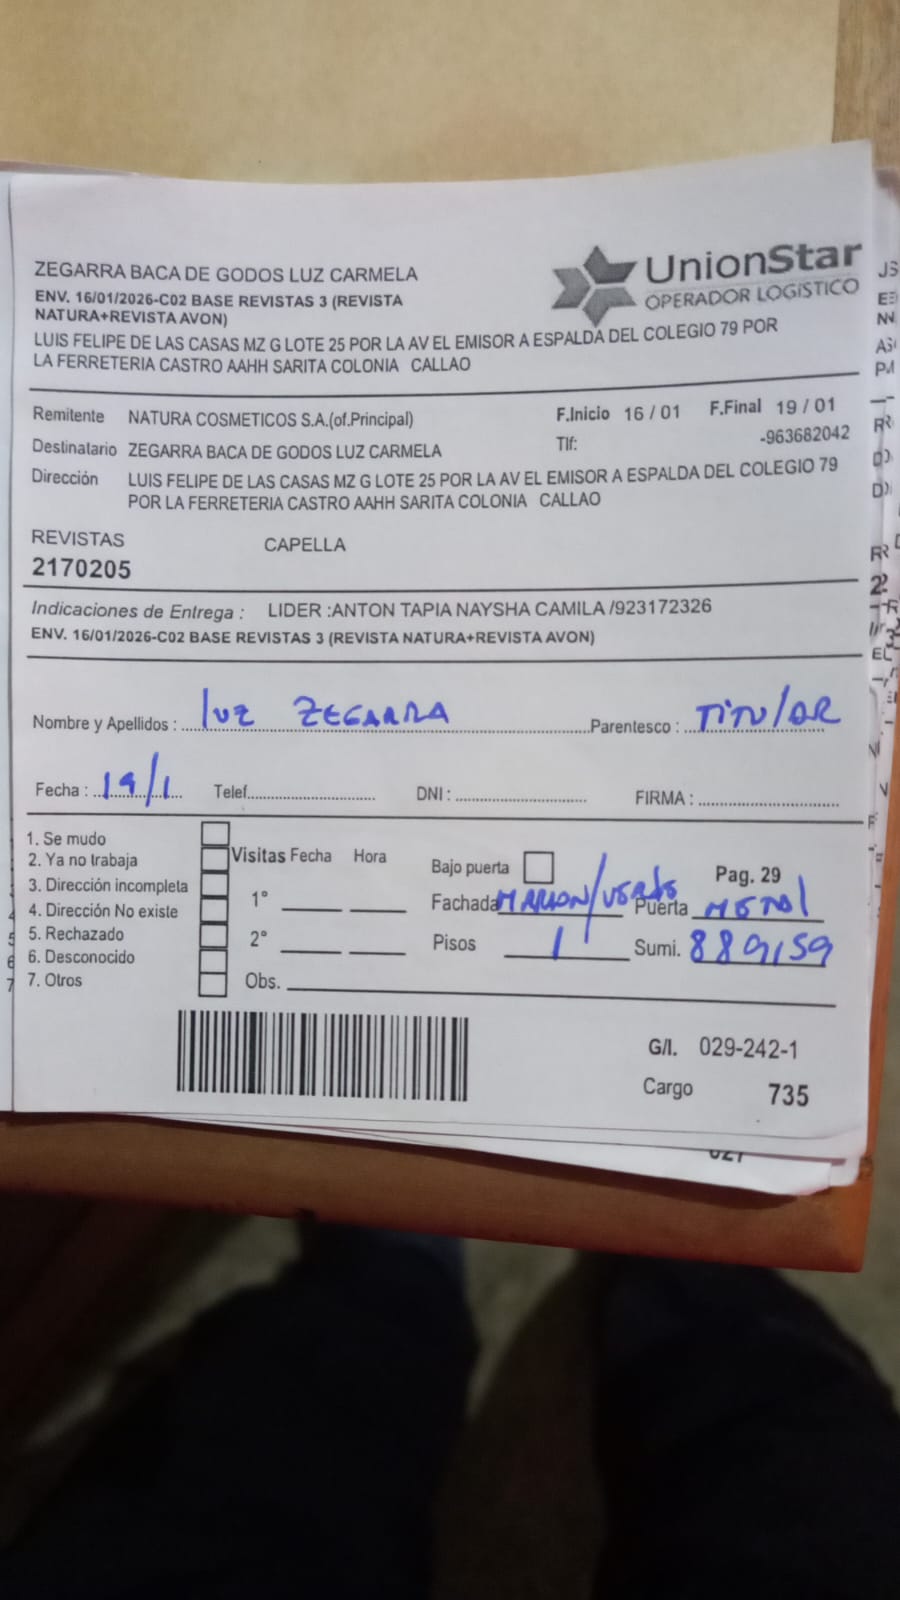 ZEGARRA BACA DE GODOS LUZ CARMELA
ENV. 16/01/2026-C02 BASE REVISTAS 3 (REVISTA
NATURA+REVISTA AVON)
UnionStar
OPERADOR LOGÍSTICO
LUIS FELIPE DE LAS CASAS MZ G LOTE 25 POR LA AV EL EMISOR A ESPALDA DEL COLEGIO 79 POR
LA FERRETERIA CASTRO AAHH SARITA COLONIA CALLAO
Remitente NATURA COSMETICOS S.A.(of.Principal) F.Inicio 16 / 01 F.Final 19 / 01
Destinatario ZEGARRA BACA DE GODOS LUZ CARMELA Tlf: -963682042
Dirección LUIS FELIPE DE LAS CASAS MZ G LOTE 25 POR LA AV EL EMISOR A ESPALDA DEL COLEGIO 79
POR LA FERRETERIA CASTRO AAHH SARITA COLONIA CALLAO
REVISTAS CAPELLA
2170205
Indicaciones de Entrega : LIDER :ANTON TAPIA NAYSHA CAMILA /923172326
ENV. 16/01/2026-C02 BASE REVISTAS 3 (REVISTA NATURA+REVISTA AVON)
Nombre y Apellidos : luz ZEGARRA Parentesco : TiTUlAR
Fecha : 19/1 Telef. DNI : FIRMA :
1. Se mudo
2. Ya no trabaja
3. Dirección incompleta
4. Dirección No existe
5. Rechazado
6. Desconocido
7. Otros
Visitas Fecha Hora
1°
2°
Obs.
Bajo puerta Pag. 29
Fachada Puerta METAl
Pisos 1 Sumi. 889159
G/I. 029-242-1
Cargo 735